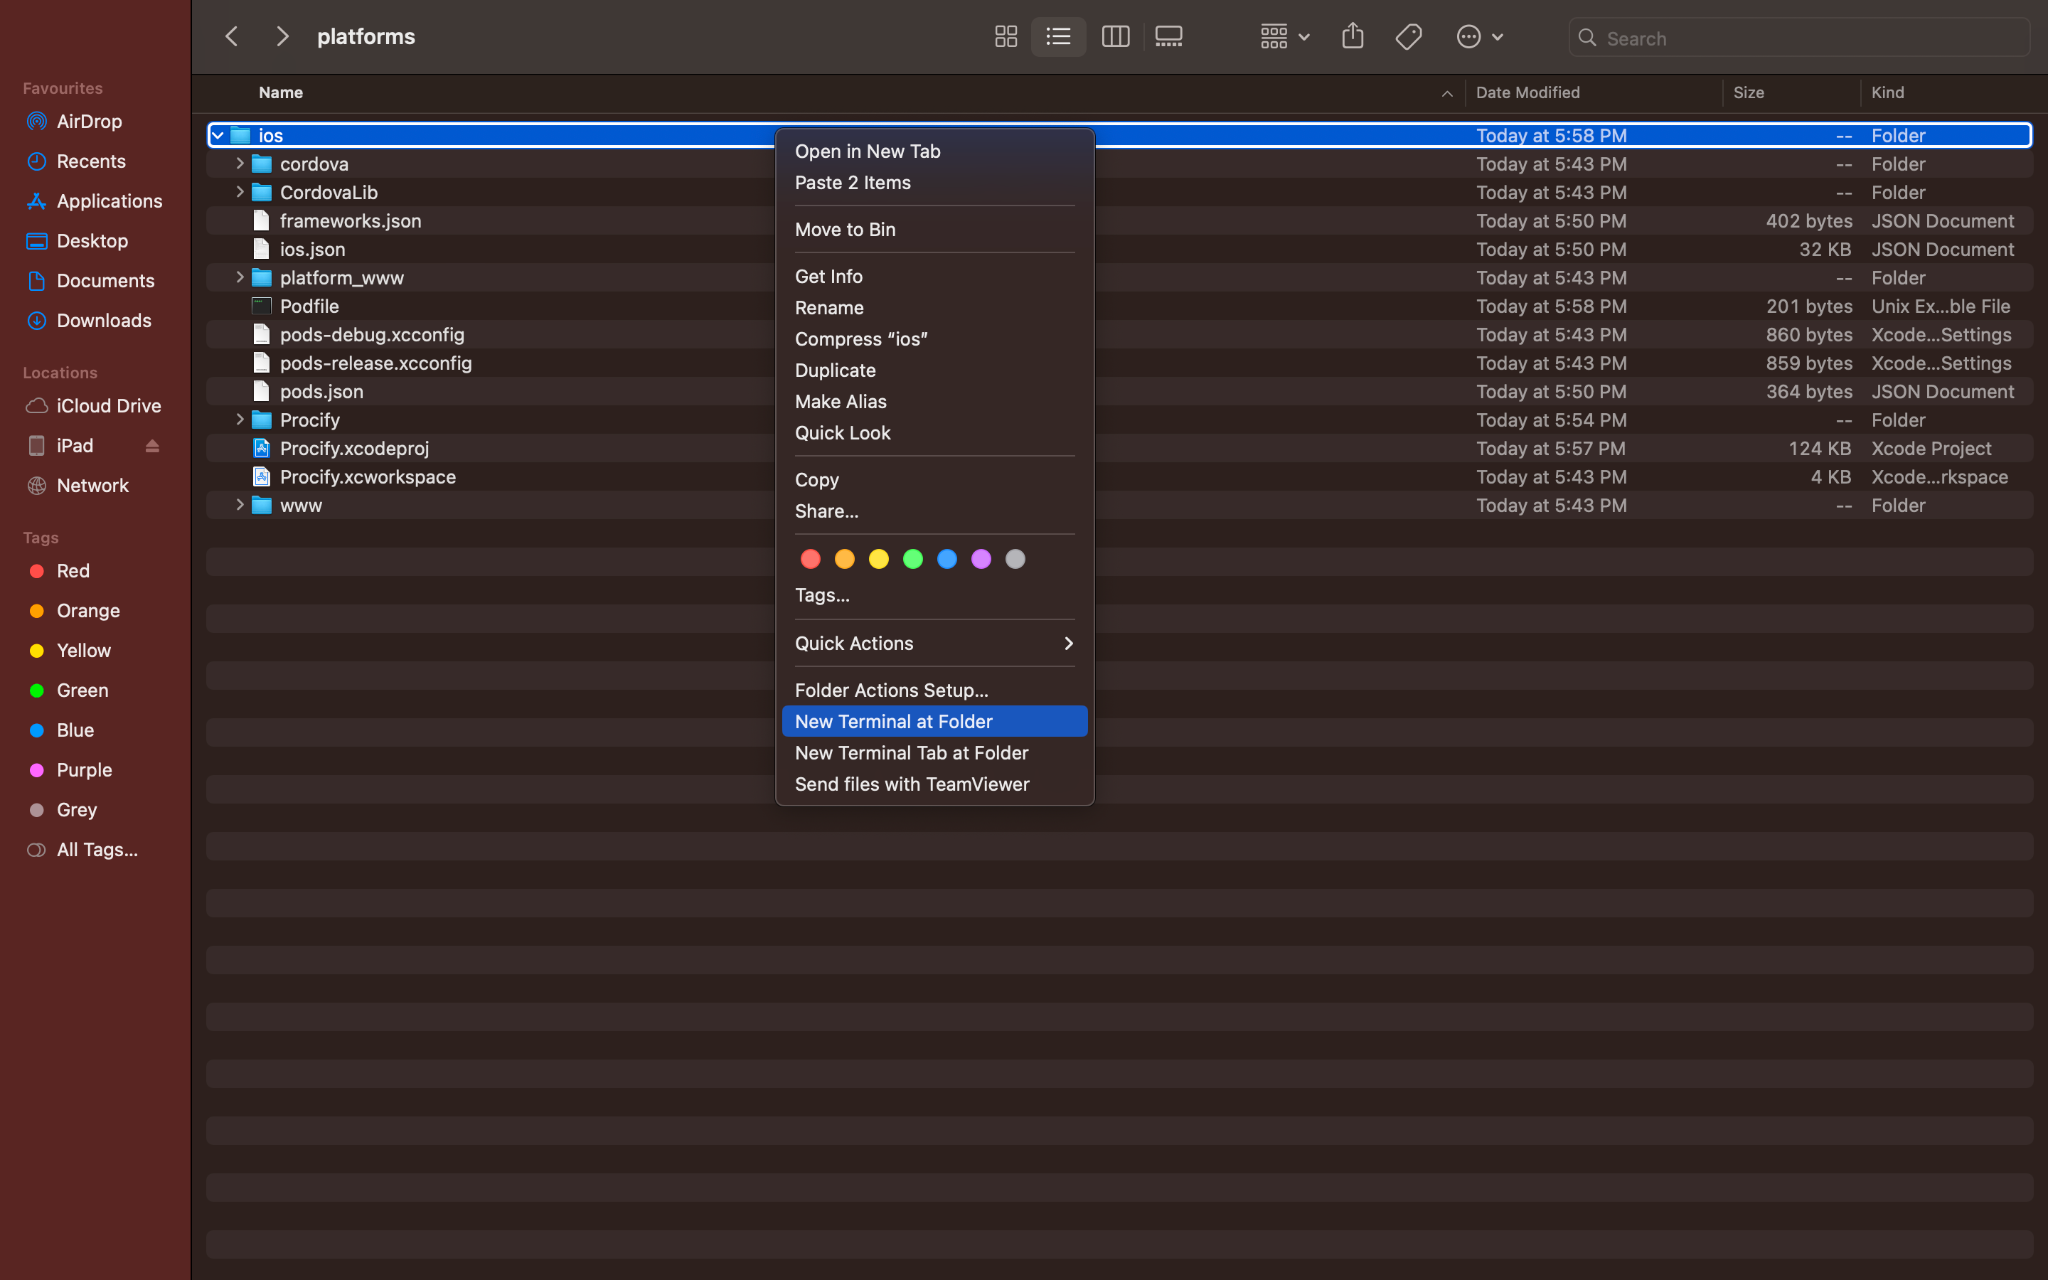 platforms
Search
Favourites
AirDrop
Recents
Applications
Desktop
Documents
Downloads
Locations
iCloud Drive
iPad
Network
Tags
Red
Orange
Yellow
Green
Blue
Purple
Grey
All Tags...
Name Date Modified Size Kind
ios Today at 5:58 PM -- Folder
cordova Today at 5:43 PM -- Folder
CordovaLib Today at 5:43 PM -- Folder
frameworks.json Today at 5:50 PM 402 bytes JSON Document
ios.json Today at 5:50 PM 32 KB JSON Document
platform_www Today at 5:43 PM -- Folder
Podfile Today at 5:58 PM 201 bytes Unix Ex...ble File
pods-debug.xcconfig Today at 5:43 PM 860 bytes Xcode...Settings
pods-release.xcconfig Today at 5:43 PM 859 bytes Xcode...Settings
pods.json Today at 5:50 PM 364 bytes JSON Document
Procify Today at 5:54 PM -- Folder
Procify.xcodeproj Today at 5:57 PM 124 KB Xcode Project
Procify.xcworkspace Today at 5:43 PM 4 KB Xcode...rkspace
www Today at 5:43 PM -- Folder
Open in New Tab
Paste 2 Items
Move to Bin
Get Info
Rename
Compress “ios”
Duplicate
Make Alias
Quick Look
Copy
Share...
Tags...
Quick Actions
Folder Actions Setup...
New Terminal at Folder
New Terminal Tab at Folder
Send files with TeamViewer